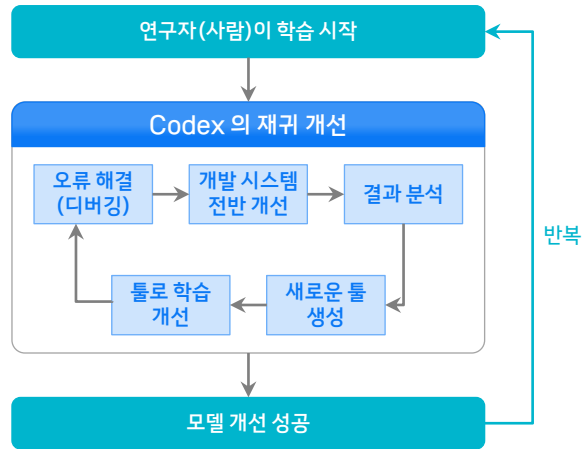 연구자(사람)이 학습 시작
Codex 의 재귀 개선
오류 해결
(디버깅)
개발 시스템
전반 개선
결과 분석
새로운 툴
생성
툴로 학습
개선
반복
모델 개선 성공